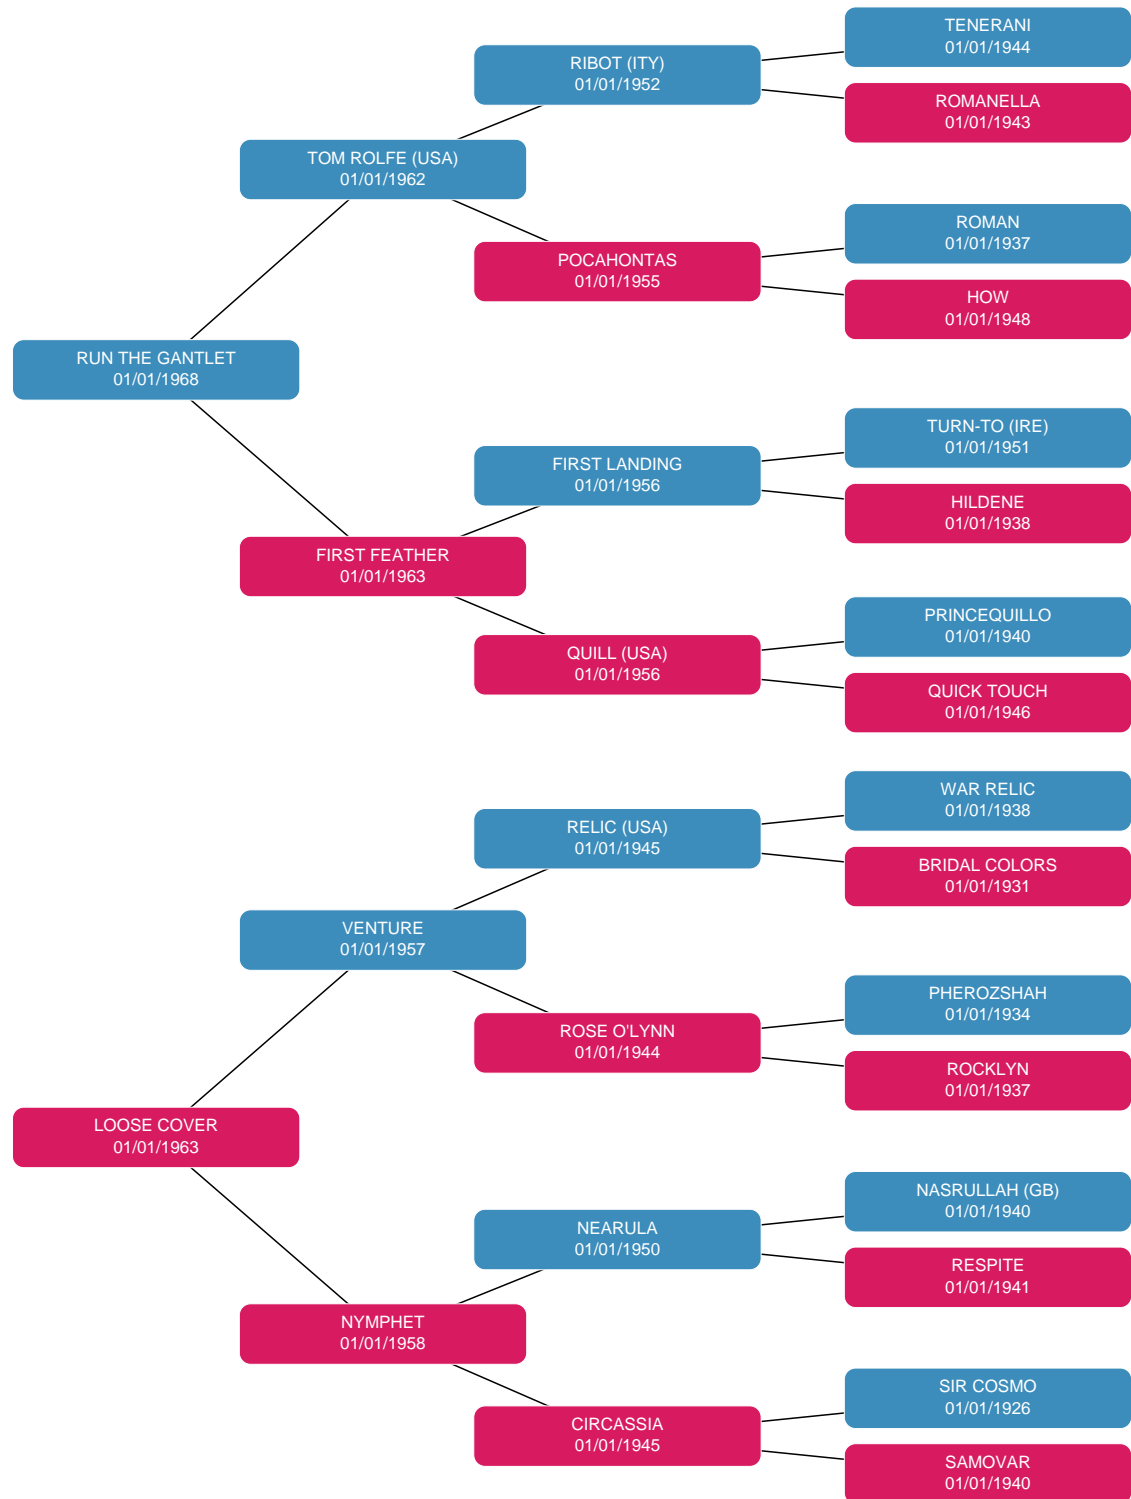 TENERANI
01/01/1944
RIBOT (ITY)
01/01/1952
ROMANELLA
01/01/1943
TOM ROLFE (USA)
01/01/1962
ROMAN
01/01/1937
POCAHONTAS
01/01/1955
HOW
01/01/1948
RUN THE GANTLET
01/01/1968
TURN-TO (IRE)
01/01/1951
FIRST LANDING
01/01/1956
HILDENE
01/01/1938
FIRST FEATHER
01/01/1963
PRINCEQUILLO
01/01/1940
QUILL (USA)
01/01/1956
QUICK TOUCH
01/01/1946
WAR RELIC
01/01/1938
RELIC (USA)
01/01/1945
BRIDAL COLORS
01/01/1931
VENTURE
01/01/1957
PHEROZSHAH
01/01/1934
ROSE O'LYNN
01/01/1944
ROCKLYN
01/01/1937
LOOSE COVER
01/01/1963
NASRULLAH (GB)
01/01/1940
NEARULA
01/01/1950
RESPITE
01/01/1941
NYMPHET
01/01/1958
SIR COSMO
01/01/1926
CIRCASSIA
01/01/1945
SAMOVAR
01/01/1940